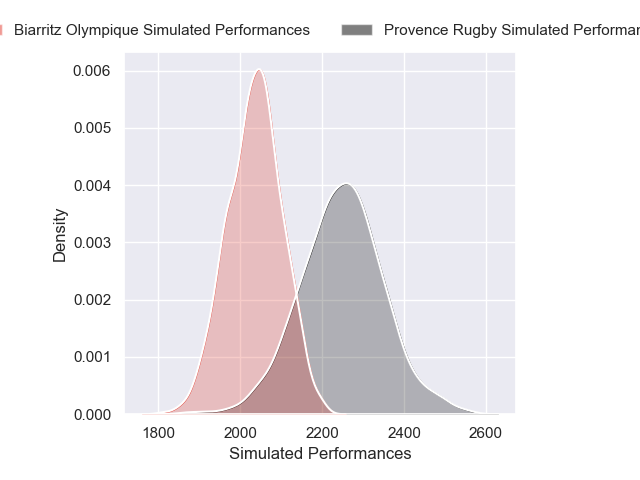 Biarritz Olympique Simulated Performances
Provence Rugby Simulated
0.006
0.005
0.004
0.003
0.002
0.001
0.000
Density
1800 2000 2200 2400 2600
Simulated Performances